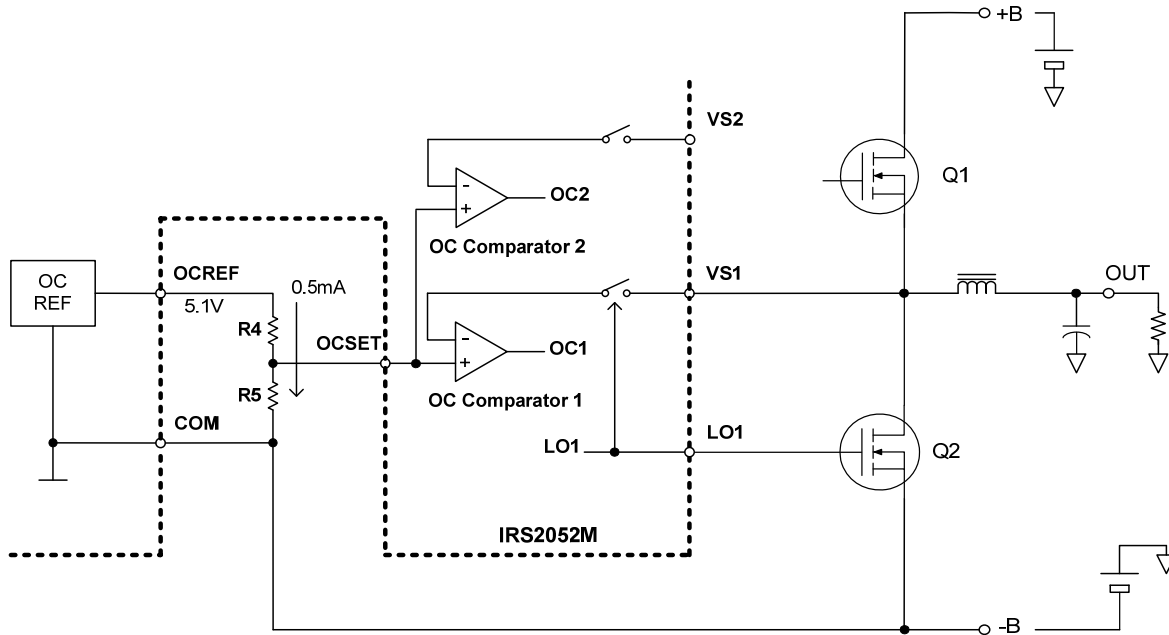 +B
VS2
Q1
-
+
OC2
OC Comparator 2
OC
REF
OCREF
5.1V
0.5mA
VS1
OUT
R4
OCSET
-
+
OC1
R5
OC Comparator 1
COM
LO1
LO1
Q2
IRS2052M
-B